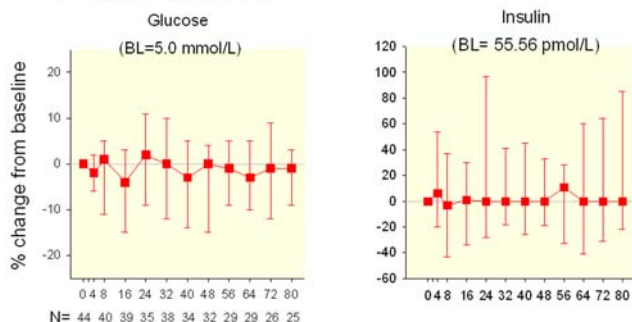 Glucose
(BL=5.0 mmol/L)
% change from baseline
20
10
0
-10
-20
0 4 8 16 24 32 40 48 56 64 72 80
N= 44 40 39 35 38 34 32 29 29 26 25
Insulin
(BL= 55.56 pmol/L)
120
100
80
60
40
20
0
-20
-40
-60
0 4 8 16 24 32 40 48 56 64 72 80